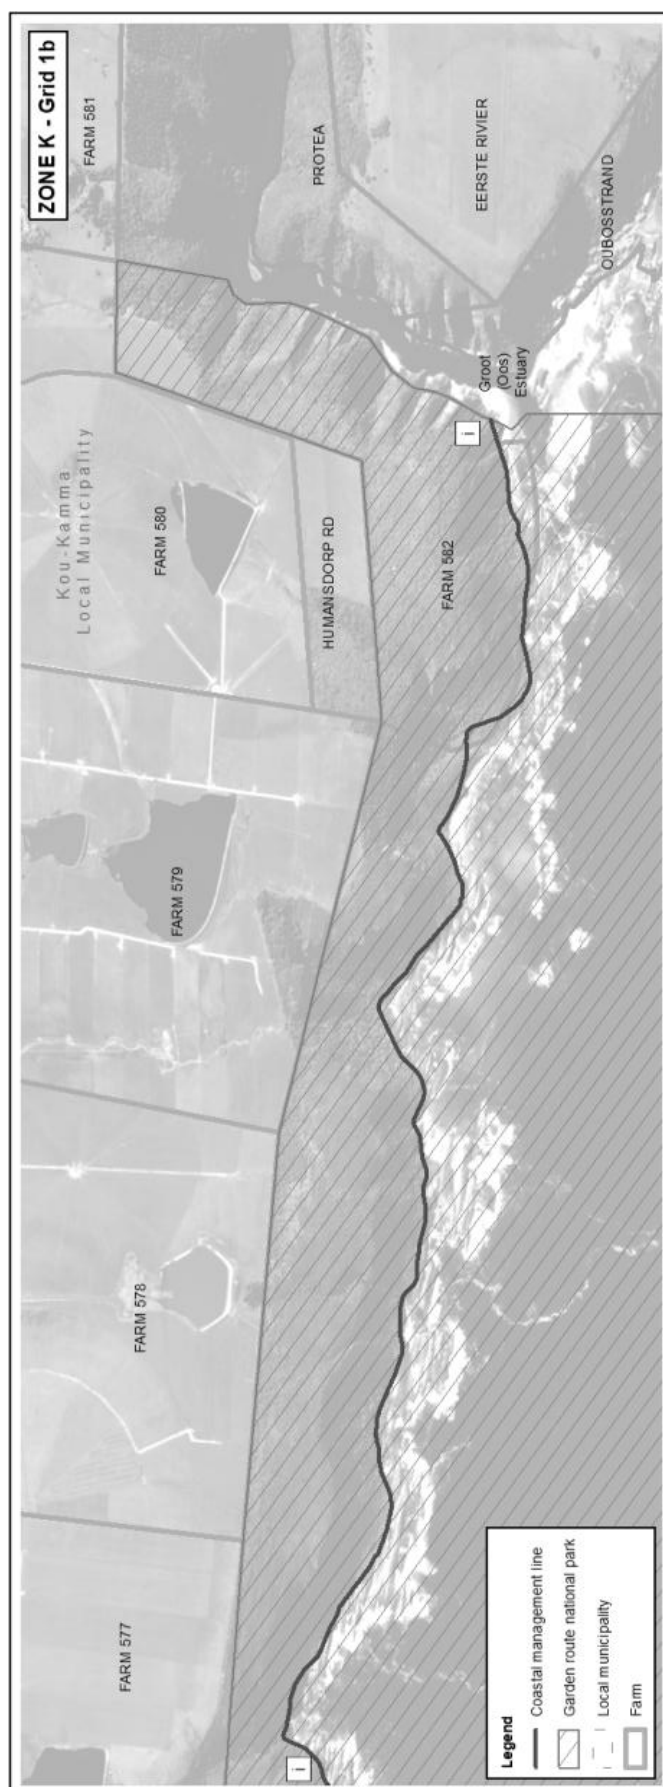 ZONE K - Grid 1b
FARM 581
PROTEA
EERSTE RIVIER
OUBOSSTRAND
Groot
(Oos)
Estuary
i
Kou-Kamma
Local Municipality
FARM 580
HUMANSDORP RD
FARM 582
FARM 579
FARM 578
FARM 577
i
Legend
Coastal management line
Garden route national park
Local municipality
Farm